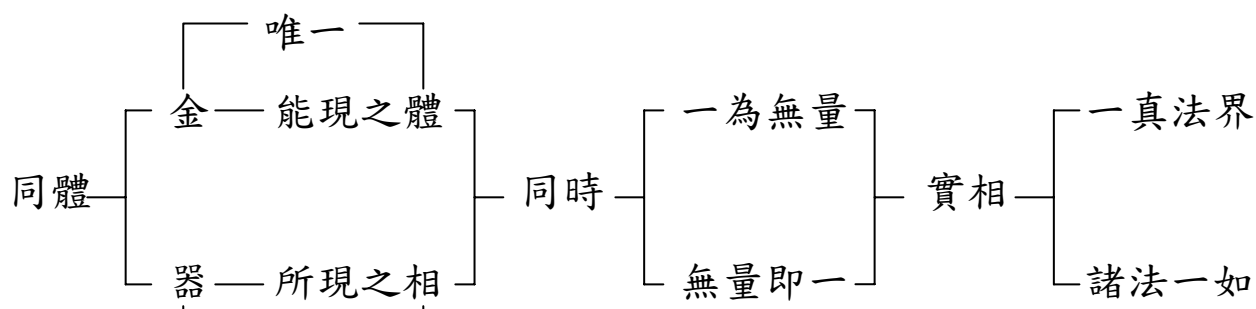 唯一
金 能現之體 一為無量 一真法界
同體 同時 實相
器 所現之相 無量即一 諸法一如